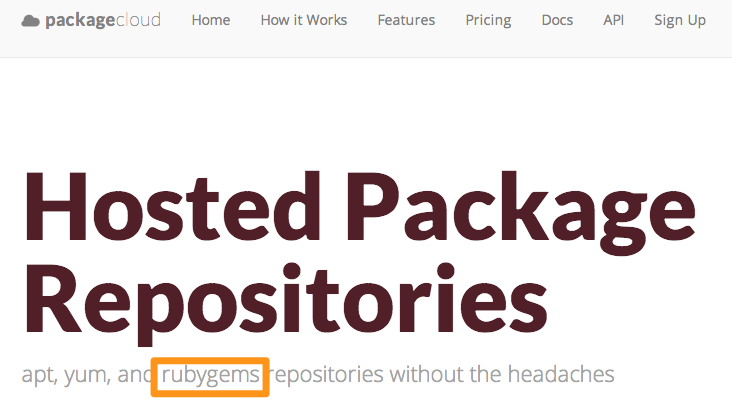 packagecloud Home How it Works Features Pricing Docs API Sign Up
Hosted Package
Repositories
apt, yum, and rubygems repositories without the headaches